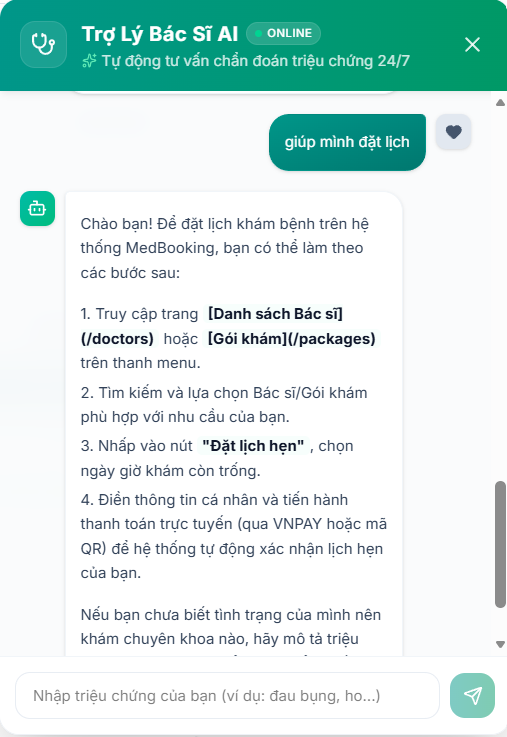 Trợ Lý Bác Sĩ AI ONLINE
Tự động tư vấn chẩn đoán triệu chứng 24/7
giúp mình đặt lịch
Chào bạn! Để đặt lịch khám bệnh trên hệ
thống MedBooking, bạn có thể làm theo
các bước sau:
1. Truy cập trang [Danh sách Bác sĩ]
(/doctors) hoặc [Gói khám](/packages)
trên thanh menu.
2. Tìm kiếm và lựa chọn Bác sĩ/Gói khám
phù hợp với nhu cầu của bạn.
3. Nhấp vào nút "Đặt lịch hẹn" , chọn
ngày giờ khám còn trống.
4. Điền thông tin cá nhân và tiến hành
thanh toán trực tuyến (qua VNPAY hoặc mã
QR) để hệ thống tự động xác nhận lịch hẹn
của bạn.
Nếu bạn chưa biết tình trạng của mình nên
khám chuyên khoa nào, hãy mô tả triệu
Nhập triệu chứng của bạn (ví dụ: đau bụng, ho...)